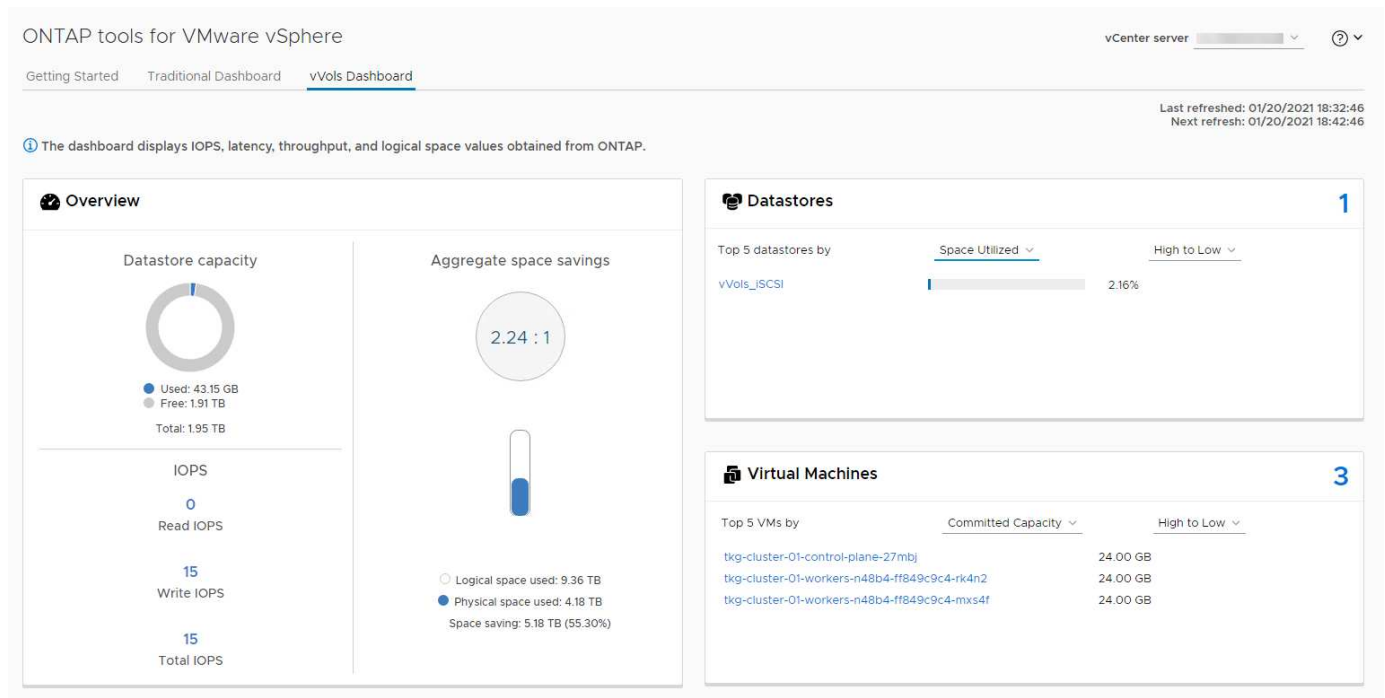 ONTAP tools for VMware vSphere
vCenter server
Getting Started Traditional Dashboard vVols Dashboard
Last refreshed: 01/20/2021 18:32:46
Next refresh: 01/20/2021 18:42:46
The dashboard displays IOPS, latency, throughput, and logical space values obtained from ONTAP.
Overview
Datastore capacity
Used: 43.15 GB
Free: 1.91 TB
Total: 1.95 TB
IOPS
0
Read IOPS
15
Write IOPS
15
Total IOPS
Aggregate space savings
2.24 : 1
Logical space used: 9.36 TB
Physical space used: 4.18 TB
Space saving: 5.18 TB (55.30%)
Datastores 1
Top 5 datastores by Space Utilized High to Low
vVols_iSCSI 2.16%
Virtual Machines 3
Top 5 VMs by Committed Capacity High to Low
tkg-cluster-01-control-plane-27mbj 24.00 GB
tkg-cluster-01-workers-n48b4-ff849c9c4-rk4n2 24.00 GB
tkg-cluster-01-workers-n48b4-ff849c9c4-mxs4f 24.00 GB